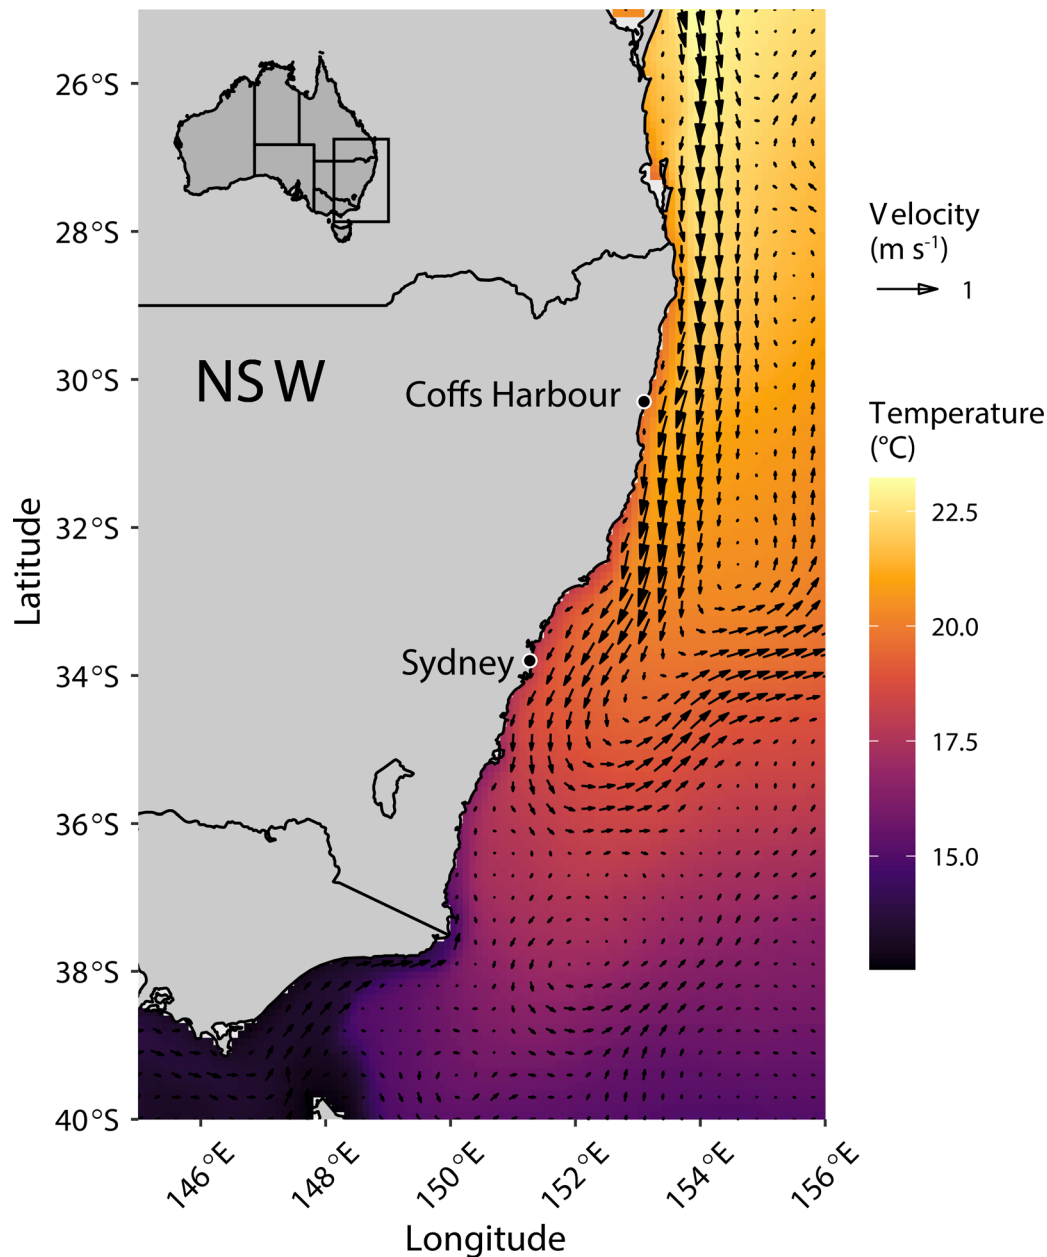 26°S
28°S
30°S
32°S
34°S
36°S
38°S
40°S
Latitude
NSW
Coffs Harbour
Sydney
146°E
148°E
150°E
152°E
154°E
156°E
Longitude
Velocity
(m s⁻¹)
1
Temperature
(°C)
22.5
20.0
17.5
15.0